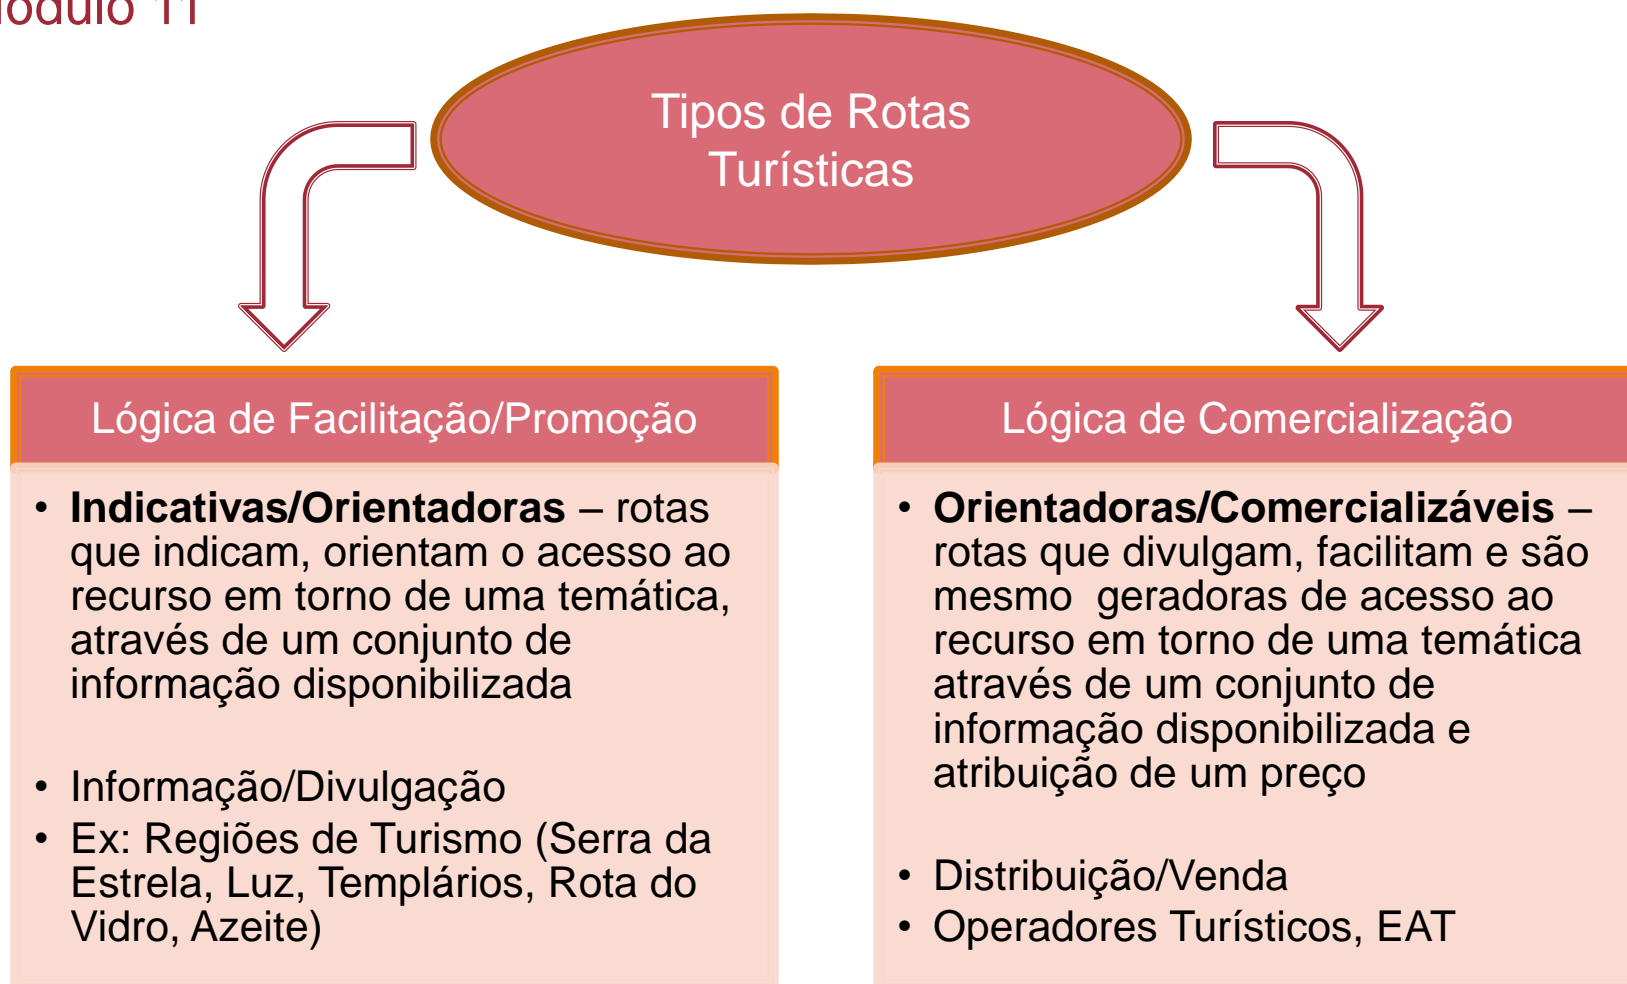 ódulo 11
Tipos de Rotas
Turísticas
Lógica de Facilitação/Promoção
• Indicativas/Orientadoras – rotas
que indicam, orientam o acesso ao
recurso em torno de uma temática,
através de um conjunto de
informação disponibilizada
• Informação/Divulgação
• Ex: Regiões de Turismo (Serra da
Estrela, Luz, Templários, Rota do
Vidro, Azeite)
Lógica de Comercialização
• Orientadoras/Comercializáveis –
rotas que divulgam, facilitam e são
mesmo geradoras de acesso ao
recurso em torno de uma temática
através de um conjunto de
informação disponibilizada e
atribuição de um preço
• Distribuição/Venda
• Operadores Turísticos, EAT